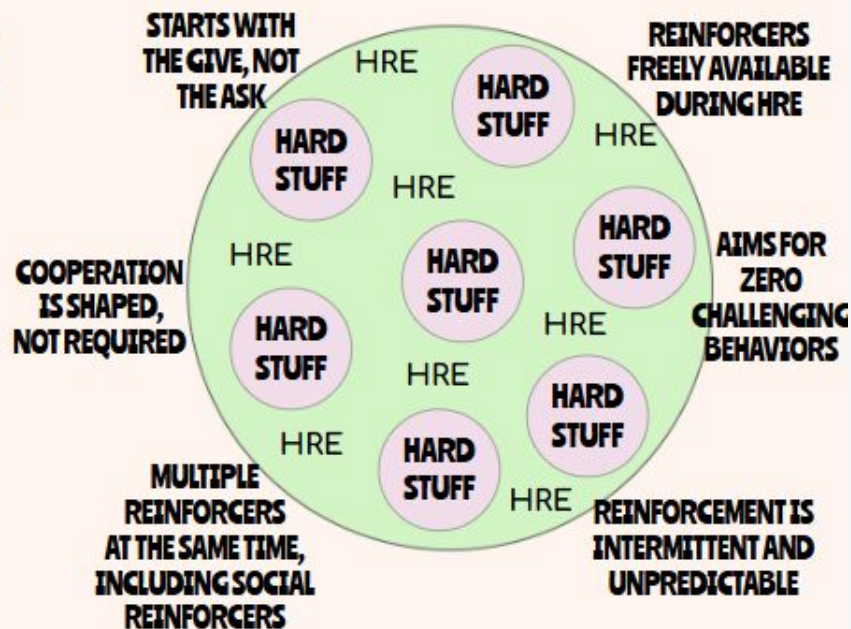 STARTS WITH
THE GIVE, NOT
THE ASK
HRE
HARD
STUFF
REINFORCERS
FREELY AVAILABLE
DURING HRE
HARD
STUFF
HRE
HRE
COOPERATION
IS SHAPED,
NOT REQUIRED
HRE
HARD
STUFF
HARD
STUFF
AIMS FOR
ZERO
CHALLENGING
BEHAVIORS
HARD
STUFF
HRE
HRE
HARD
STUFF
HRE
HARD
STUFF
HRE
MULTIPLE
REINFORCERS
AT THE SAME TIME,
INCLUDING SOCIAL
REINFORCERS
REINFORCEMENT IS
INTERMITTENT AND
UNPREDICTABLE